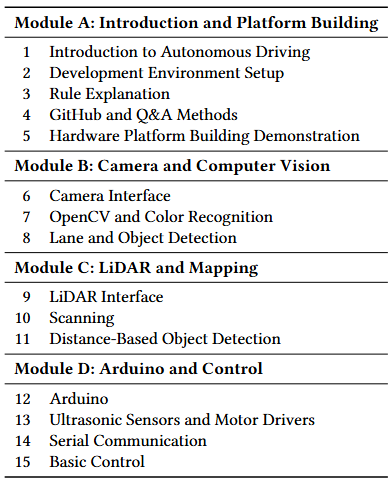 Module A: Introduction and Platform Building
1 Introduction to Autonomous Driving
2 Development Environment Setup
3 Rule Explanation
4 GitHub and Q&A Methods
5 Hardware Platform Building Demonstration
Module B: Camera and Computer Vision
6 Camera Interface
7 OpenCV and Color Recognition
8 Lane and Object Detection
Module C: LiDAR and Mapping
9 LiDAR Interface
10 Scanning
11 Distance-Based Object Detection
Module D: Arduino and Control
12 Arduino
13 Ultrasonic Sensors and Motor Drivers
14 Serial Communication
15 Basic Control